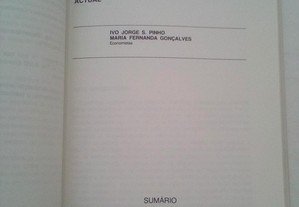 ACTUAL
IVO JORGE S. PINHO
MARIA FERNANDA GONÇALVES
Economistas
SUMÁRIO